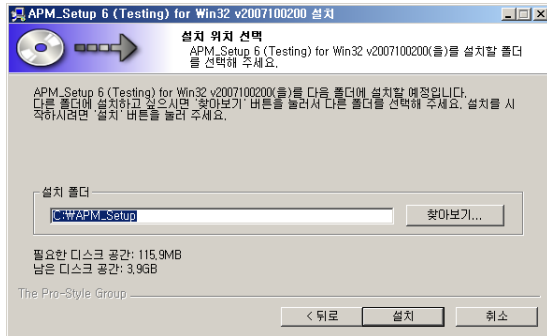 APM_Setup 6 (Testing) for Win32 v2007100200 설치
설치 위치 선택
APM_Setup 6 (Testing) for Win32 v2007100200(을)를 설치할 폴더
를 선택해 주세요.
APM_Setup 6 (Testing) for Win32 v2007100200(을)를 다음 폴더에 설치할 예정입니다.
다른 폴더에 설치하고 싶으시면 '찾아보기' 버튼을 눌러서 다른 폴더를 선택해 주세요. 설치를 시
작하시려면 '설치' 버튼을 눌러 주세요.
설치 폴더
C:₩APM_Setup
찾아보기...
필요한 디스크 공간: 115.9MB
남은 디스크 공간: 3.9GB
The Pro-Style Group
< 뒤로
설치
취소